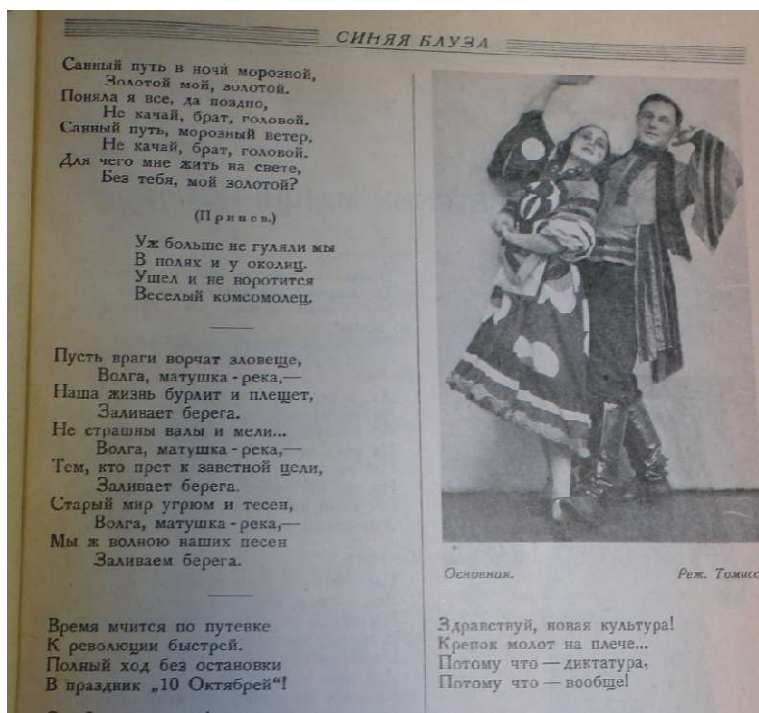 СИНЯЯ БЛУЗА
Санный путь в ночи морозной,
Золотой мой, золотой.
Поняла я все, да поздно,
Не качай, брат, головой.
Санный путь, морозный ветер,
Не качай, брат, головой.
Для чего мне жить на свете,
Без тебя, мой золотой?
(Припев.)
Уж больше не гуляли мы
В полях и у околиц.
Ушел и не воротится
Веселый комсомолец.
Пусть враги ворчат зловеще,
Волга, матушка-река,—
Наша жизнь бурлит и плещет,
Заливает берега.
Не страшны валы и мели...
Волга, матушка-река,—
Тем, кто прет к заветной цели,
Заливает берега.
Старый мир угрюм и тесен,
Волга, матушка-река,—
Мы ж волною наших песен
Заливаем берега.
Время мчится по путевке
К революции быстрей.
Полный ход без остановки
В праздник „10 Октябрей“!
Основная.
Реж. Томисс
Здравствуй, новая культура!
Крепок молот на плече...
Потому что — диктатура,
Потому что — вообще!